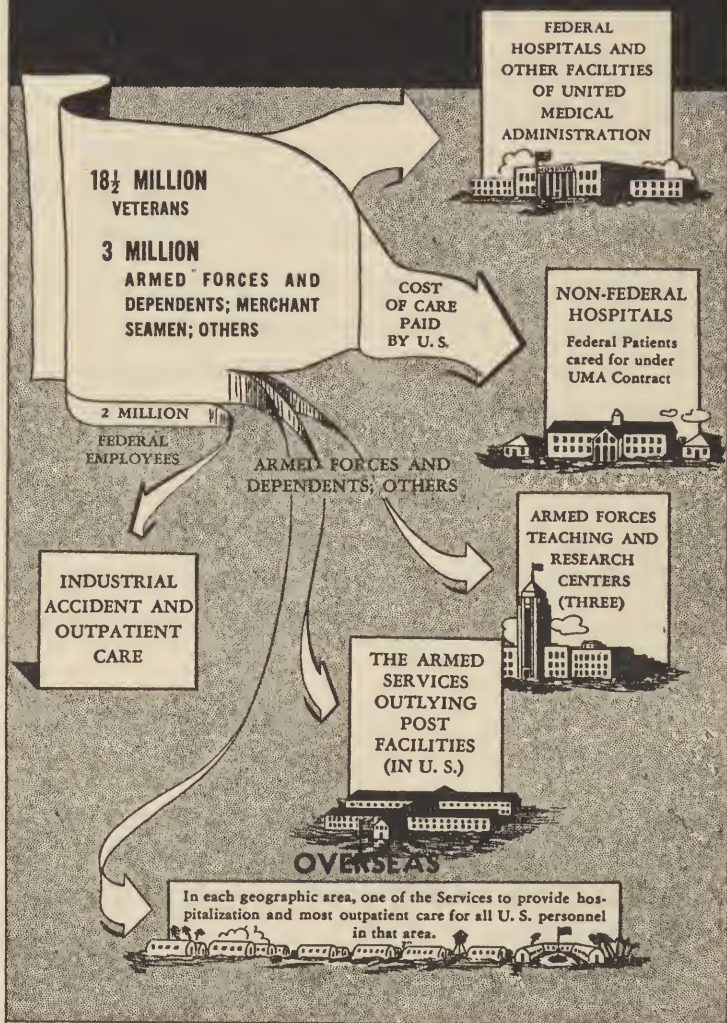 FEDERAL
HOSPITALS AND
OTHER FACILITIES
OF UNITED
MEDICAL
ADMINISTRATION
HOSPITAL
18½ MILLION
VETERANS
3 MILLION
ARMED FORCES AND
DEPENDENTS; MERCHANT
SEAMEN; OTHERS
COST
OF CARE
PAID
BY U. S.
NON-FEDERAL
HOSPITALS
Federal Patients
cared for under
UMA Contract
2 MILLION
FEDERAL
EMPLOYEES
ARMED FORCES AND
DEPENDENTS; OTHERS
ARMED FORCES
TEACHING AND
RESEARCH
CENTERS
(THREE)
INDUSTRIAL
ACCIDENT AND
OUTPATIENT
CARE
THE ARMED
SERVICES
OUTLYING
POST
FACILITIES
(IN U. S.)
OVERSEAS
In each geographic area, one of the Services to provide hos-
pitalization and most outpatient care for all U. S. personnel
in that area.